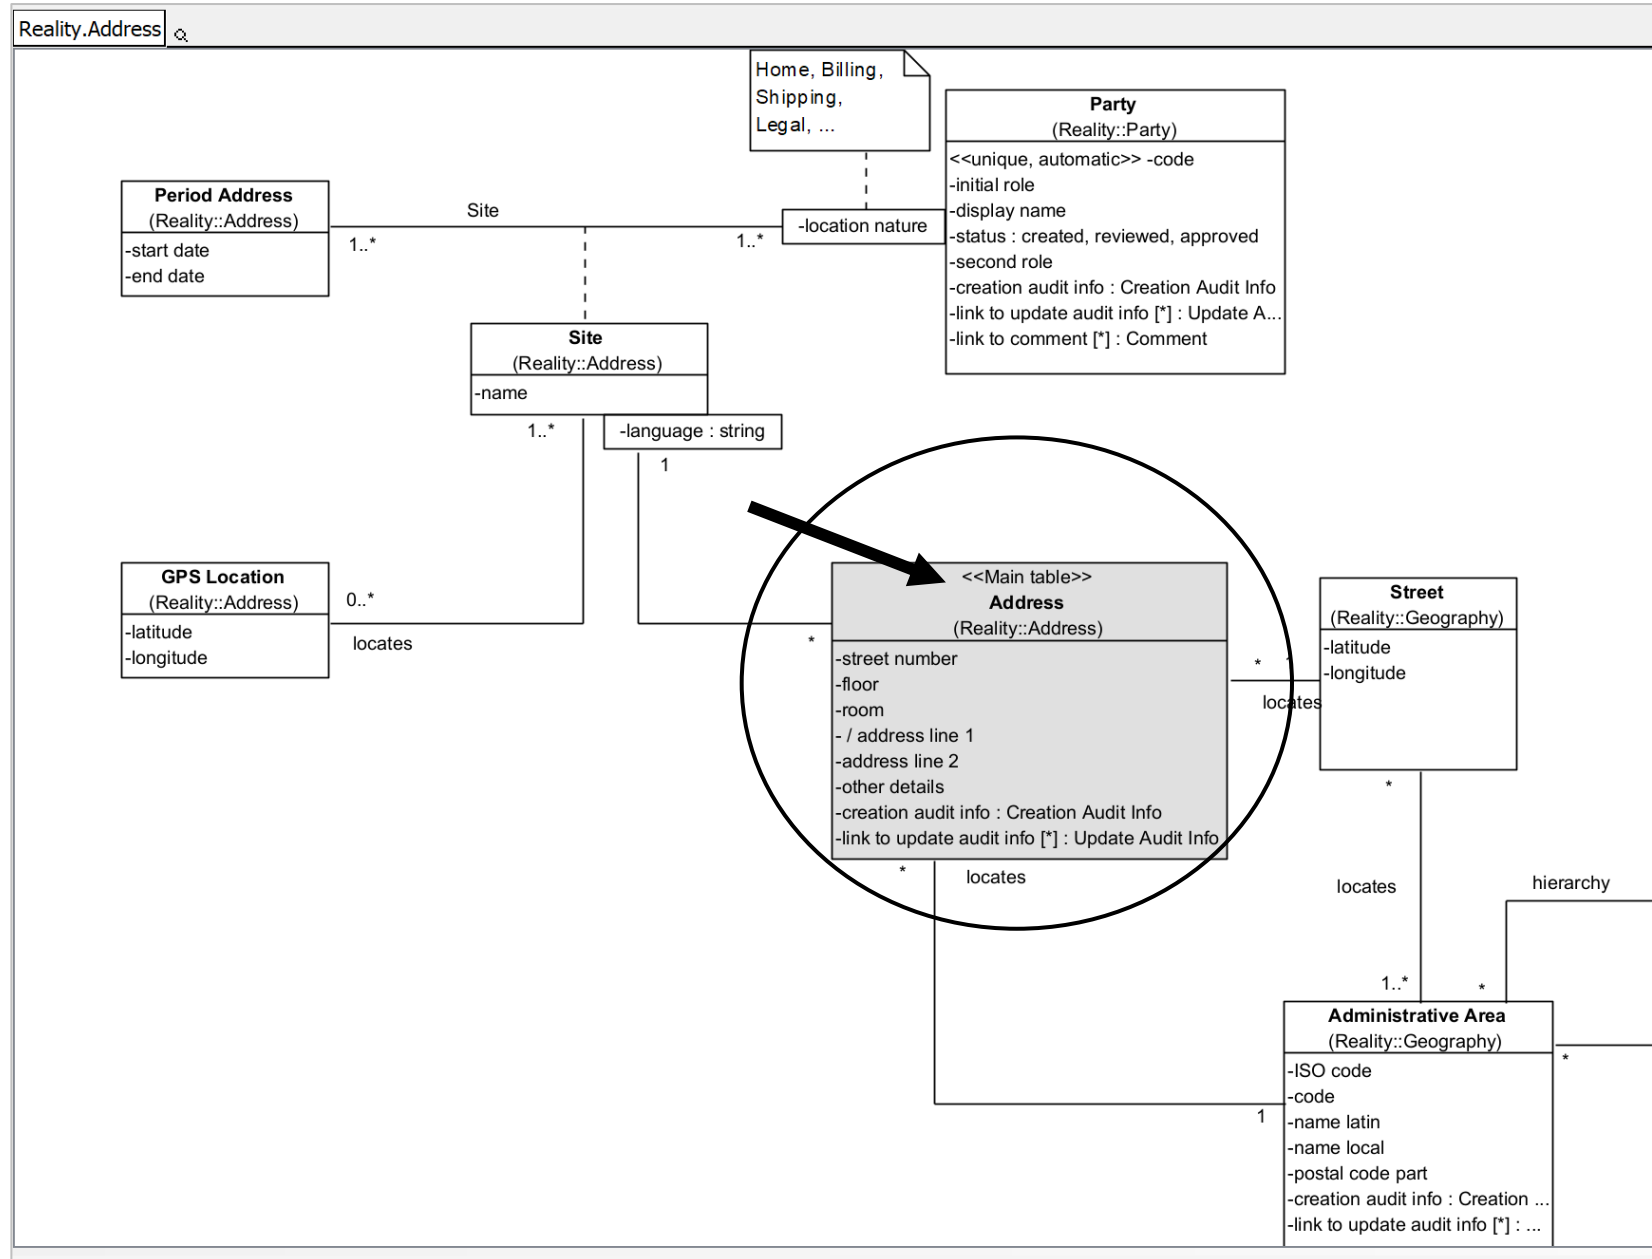 Reality.Address
Home, Billing,
Shipping,
Legal, ...
Party
(Reality::Party)
<<unique, automatic>> -code
-initial role
-display name
-status : created, reviewed, approved
-second role
-creation audit info : Creation Audit Info
-link to update audit info [*] : Update A...
-link to comment [*] : Comment
Period Address
(Reality::Address)
-start date
-end date
Site
1..*
1..*
-location nature
Site
(Reality::Address)
-name
1..*
-language : string
1
GPS Location
(Reality::Address)
-latitude
-longitude
0..*
locates
*
<<Main table>>
Address
(Reality::Address)
-street number
-floor
-room
- / address line 1
-address line 2
-other details
-creation audit info : Creation Audit Info
-link to update audit info [*] : Update Audit Info
*
locates
Street
(Reality::Geography)
-latitude
-longitude
*
locates
*
locates
hierarchy
1..*
*
Administrative Area
(Reality::Geography)
-ISO code
-code
-name latin
-name local
-postal code part
-creation audit info : Creation ...
-link to update audit info [*] : ...
*
1